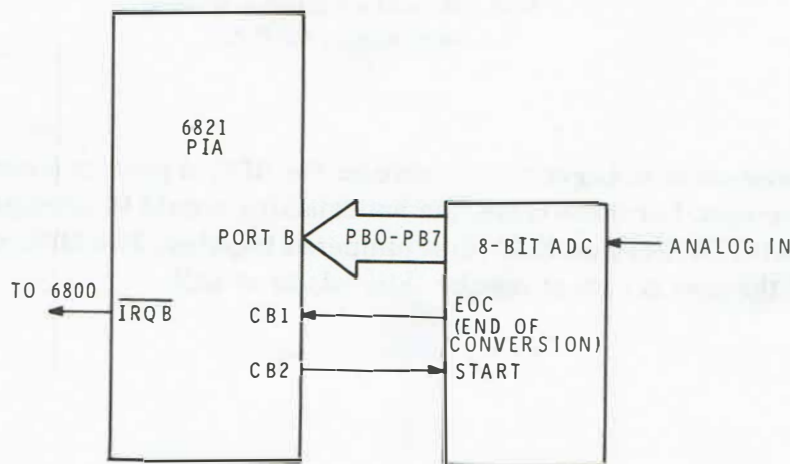 6821
PIA
PORT B
PB0-PB7
8-BIT ADC
ANALOG IN
TO 6800
IRQB
CB1
EOC
(END OF
CONVERSION)
CB2
START